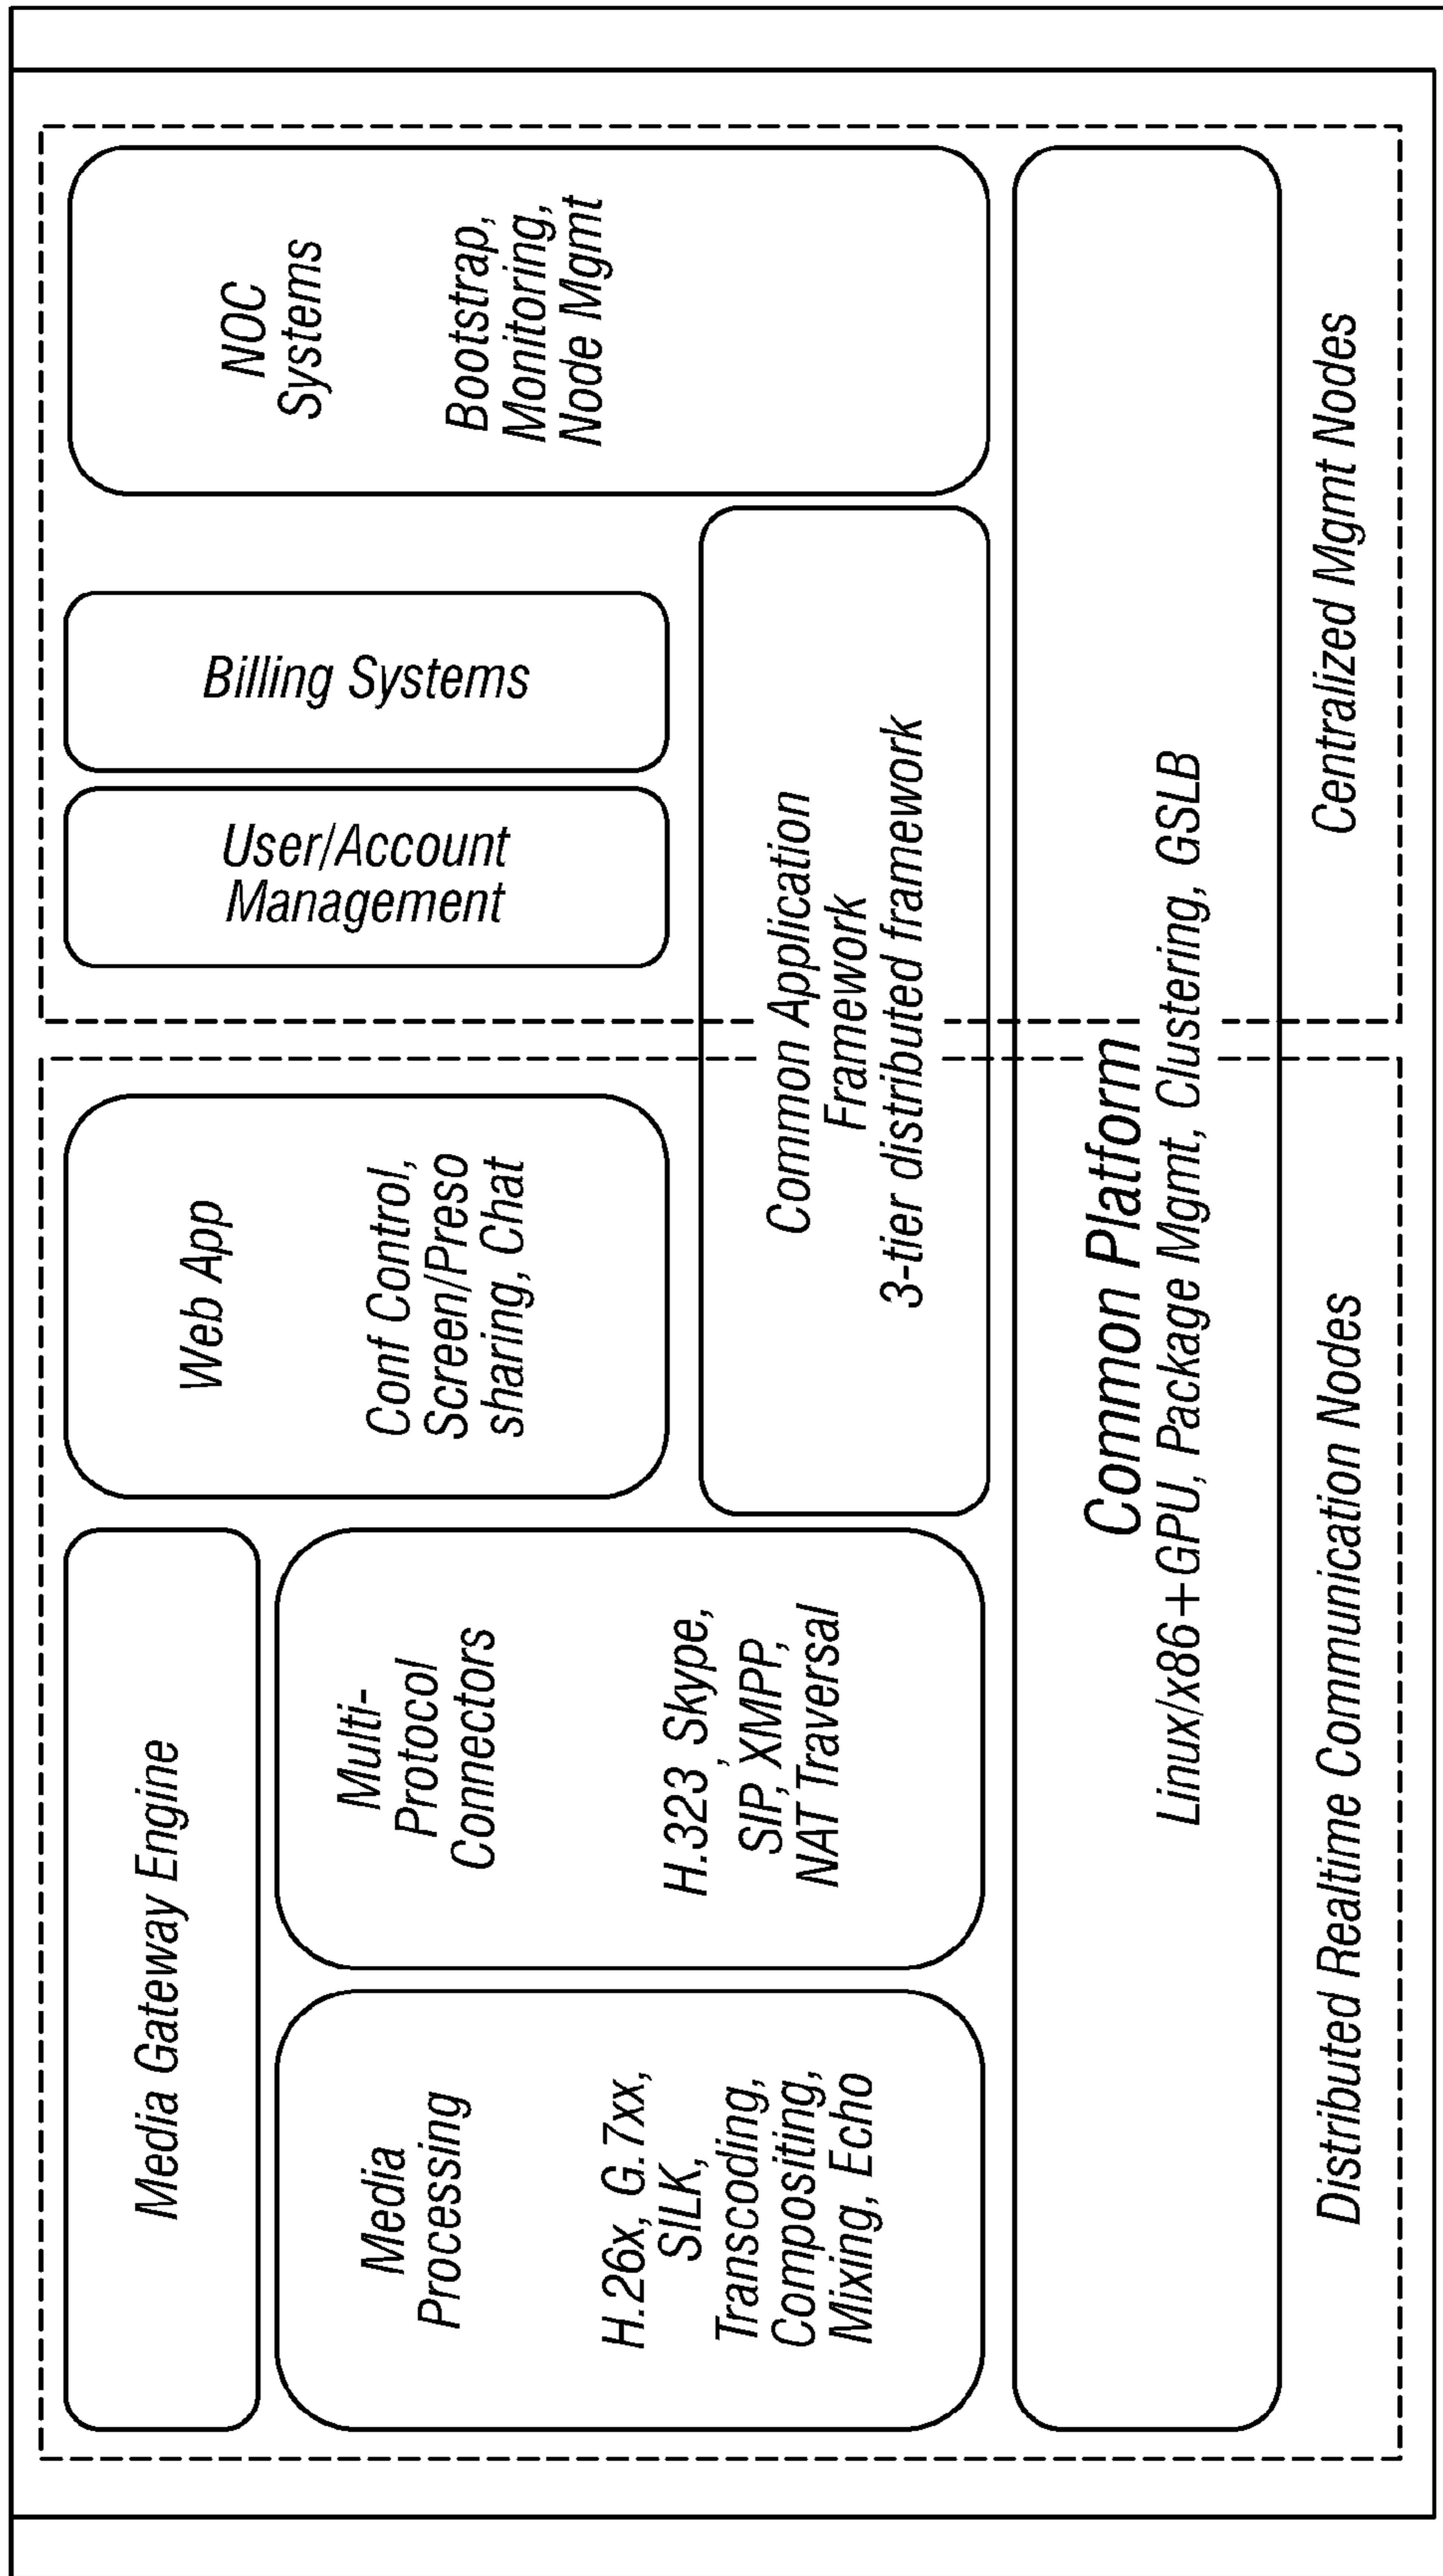 Media Gateway Engine
Media
Processing
H.26x, G.7xx,
SILK,
Transcoding,
Compositing,
Mixing, Echo
Multi-
Protocol
Connectors
H.323, Skype,
SIP, XMPP,
NAT Traversal
Web App
Conf Control,
Screen/Preso
sharing, Chat
User/Account
Management
Billing Systems
NOC
Systems
Bootstrap,
Monitoring,
Node Mgmt
Common Application
Framework
3-tier distributed framework
Common Platform
Linux/x86+GPU, Package Mgmt, Clustering, GSLB
Distributed Realtime Communication Nodes
Centralized Mgmt Nodes